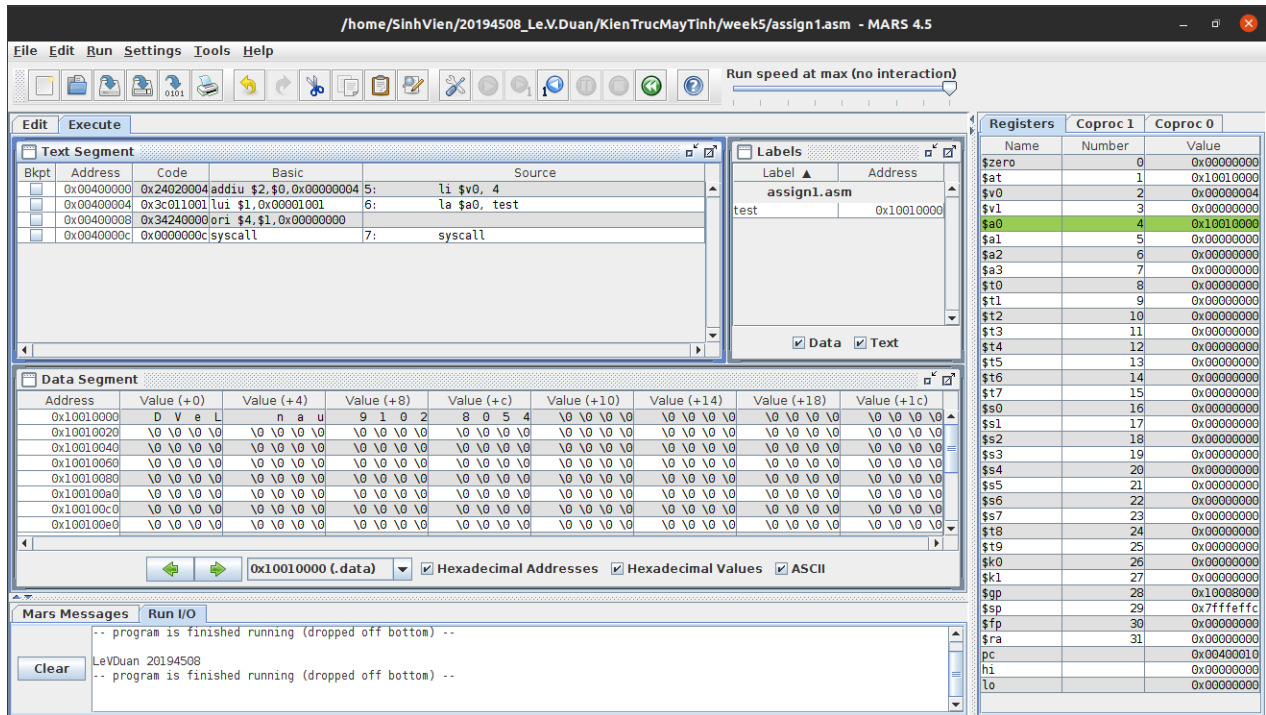 /home/SinhVien/20194508_Le.V.Duan/KienTrucMayTinh/week5/assign1.asm - MARS 4.5
File Edit Run Settings Tools Help
Run speed at max (no interaction)
Edit Execute
Text Segment
Bkpt Address Code Basic Source
0x00400000 0x24020004 addiu $2,$0,0x00000004 5: li $v0, 4
0x00400004 0x3c011001 lui $1,0x00001001 6: la $a0, test
0x00400008 0x34240000 ori $4,$1,0x00000000
0x0040000c 0x0000000c syscall 7: syscall
Labels
Label ▲ Address
assign1.asm
test 0x10010000
Data Text
Data Segment
Address Value (+0) Value (+4) Value (+8) Value (+c) Value (+10) Value (+14) Value (+18) Value (+1c)
0x10010000 D V e L n a u 9 1 0 2 8 0 5 4 \0 \0 \0 \0 \0 \0 \0 \0 \0 \0 \0 \0 \0 \0 \0 \0
0x10010020 \0 \0 \0 \0 \0 \0 \0 \0 \0 \0 \0 \0 \0 \0 \0 \0 \0 \0 \0 \0 \0 \0 \0 \0 \0 \0 \0 \0 \0 \0 \0 \0
0x10010040 \0 \0 \0 \0 \0 \0 \0 \0 \0 \0 \0 \0 \0 \0 \0 \0 \0 \0 \0 \0 \0 \0 \0 \0 \0 \0 \0 \0 \0 \0 \0 \0
0x10010060 \0 \0 \0 \0 \0 \0 \0 \0 \0 \0 \0 \0 \0 \0 \0 \0 \0 \0 \0 \0 \0 \0 \0 \0 \0 \0 \0 \0 \0 \0 \0 \0
0x10010080 \0 \0 \0 \0 \0 \0 \0 \0 \0 \0 \0 \0 \0 \0 \0 \0 \0 \0 \0 \0 \0 \0 \0 \0 \0 \0 \0 \0 \0 \0 \0 \0
0x100100a0 \0 \0 \0 \0 \0 \0 \0 \0 \0 \0 \0 \0 \0 \0 \0 \0 \0 \0 \0 \0 \0 \0 \0 \0 \0 \0 \0 \0 \0 \0 \0 \0
0x100100c0 \0 \0 \0 \0 \0 \0 \0 \0 \0 \0 \0 \0 \0 \0 \0 \0 \0 \0 \0 \0 \0 \0 \0 \0 \0 \0 \0 \0 \0 \0 \0 \0
0x100100e0 \0 \0 \0 \0 \0 \0 \0 \0 \0 \0 \0 \0 \0 \0 \0 \0 \0 \0 \0 \0 \0 \0 \0 \0 \0 \0 \0 \0 \0 \0 \0 \0
0x10010000 (.data) Hexadecimal Addresses Hexadecimal Values ASCII
Mars Messages Run I/O
-- program is finished running (dropped off bottom) --
LeVDuan 20194508
-- program is finished running (dropped off bottom) --
Clear
Registers Coproc 1 Coproc 0
Name Number Value
$zero 0 0x00000000
$at 1 0x10010000
$v0 2 0x00000004
$v1 3 0x00000000
$a0 4 0x10010000
$a1 5 0x00000000
$a2 6 0x00000000
$a3 7 0x00000000
$t0 8 0x00000000
$t1 9 0x00000000
$t2 10 0x00000000
$t3 11 0x00000000
$t4 12 0x00000000
$t5 13 0x00000000
$t6 14 0x00000000
$t7 15 0x00000000
$s0 16 0x00000000
$s1 17 0x00000000
$s2 18 0x00000000
$s3 19 0x00000000
$s4 20 0x00000000
$s5 21 0x00000000
$s6 22 0x00000000
$s7 23 0x00000000
$t8 24 0x00000000
$t9 25 0x00000000
$k0 26 0x00000000
$k1 27 0x00000000
$gp 28 0x10008000
$sp 29 0x7fffeffc
$fp 30 0x00000000
$ra 31 0x00000000
pc 0x00400010
hi 0x00000000
lo 0x00000000